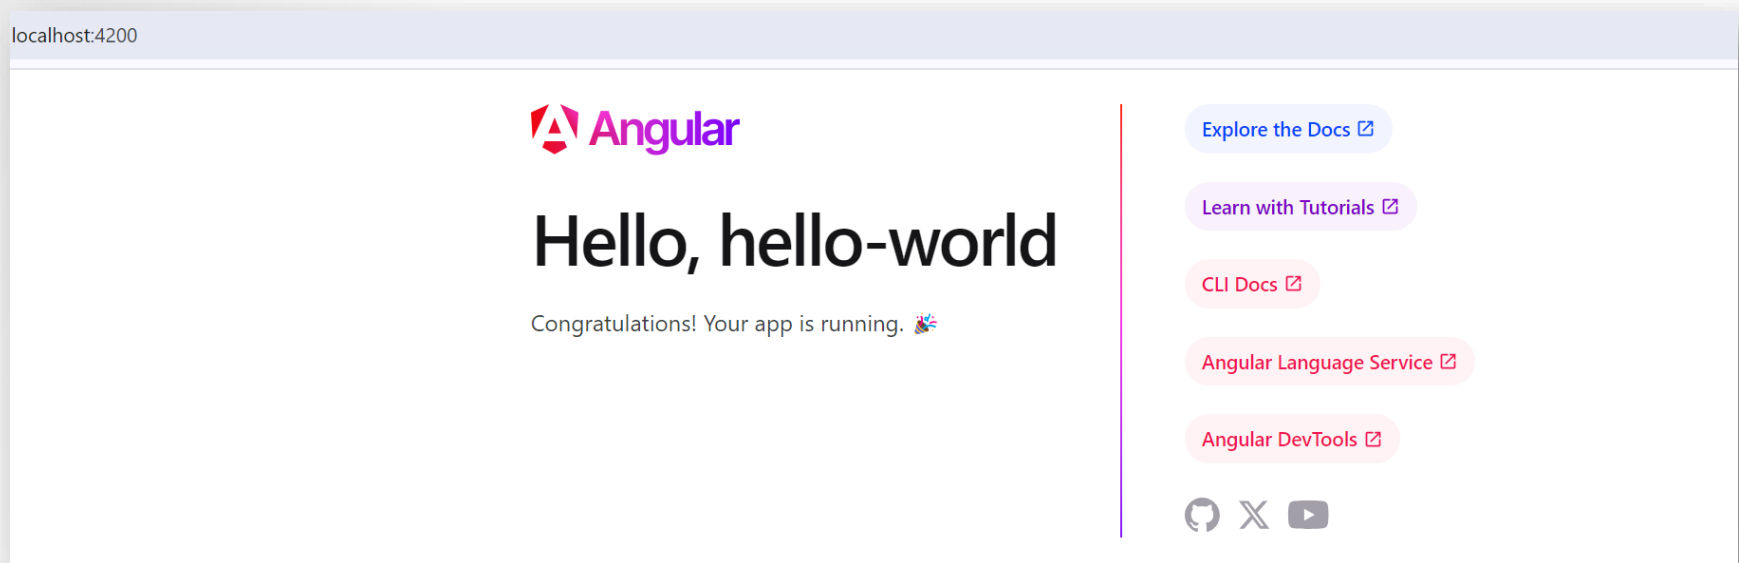 localhost:4200
Angular
Hello, hello-world
Congratulations! Your app is running. 🎉
Explore the Docs
Learn with Tutorials
CLI Docs
Angular Language Service
Angular DevTools